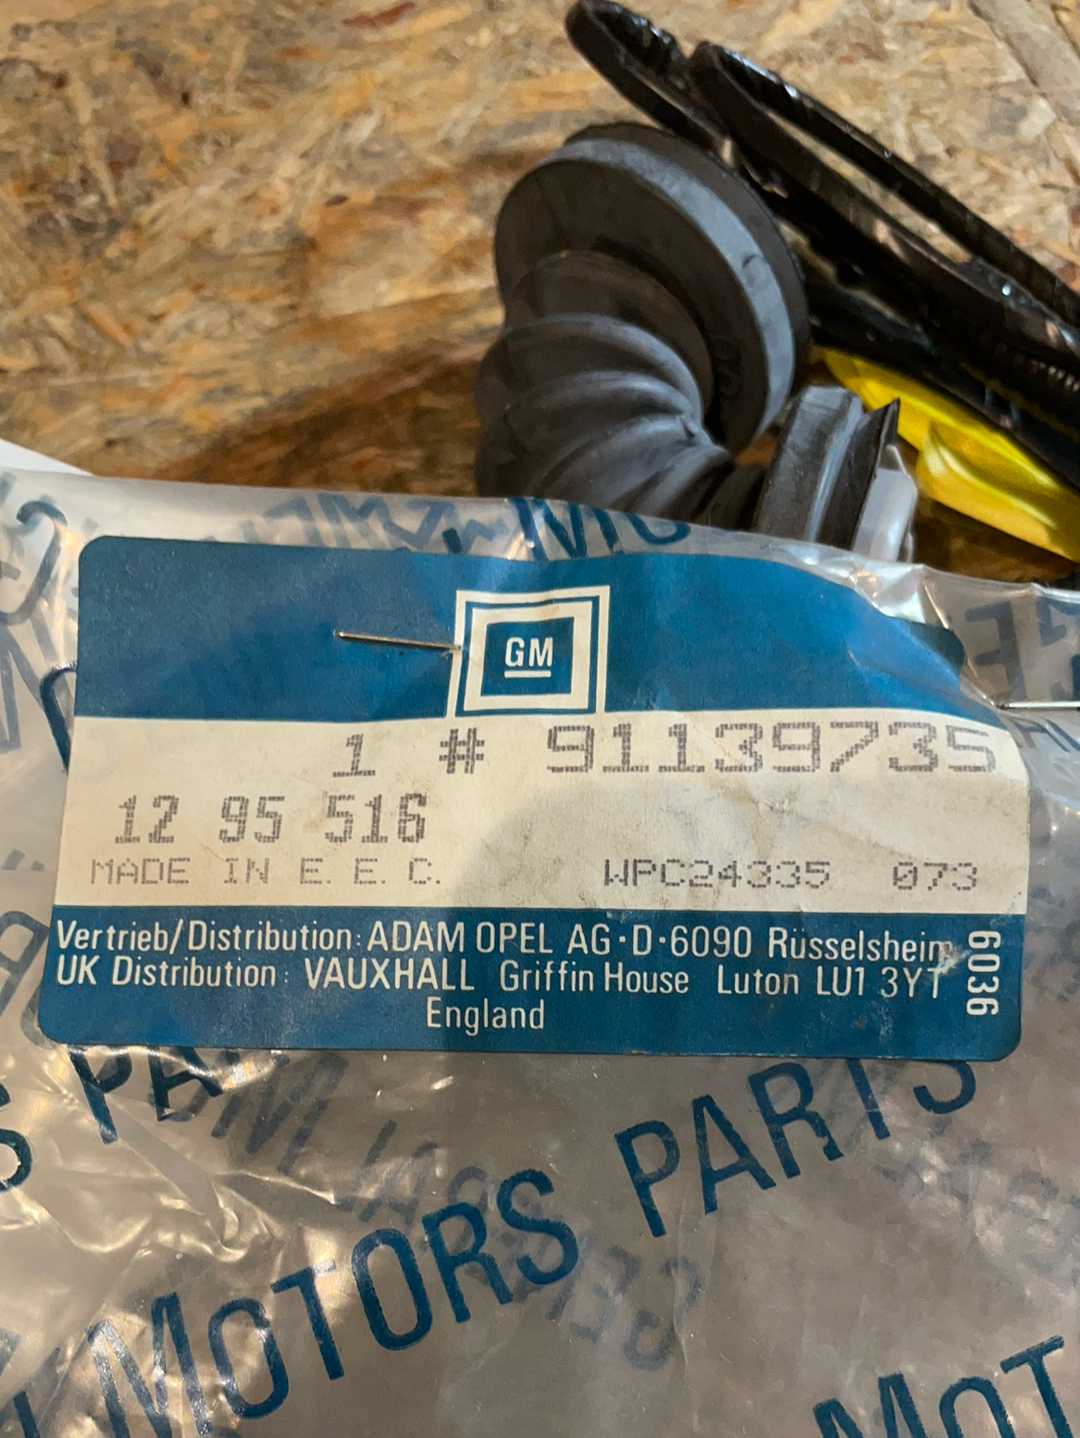 GM
1 # 91139735
12 95 516
MADE IN E. E. C. WPC24335 073
Vertrieb/Distribution: ADAM OPEL AG·D·6090 Rüsselsheim
UK Distribution: VAUXHALL Griffin House Luton LU1 3YT
England
6036
MOTORS PARTS